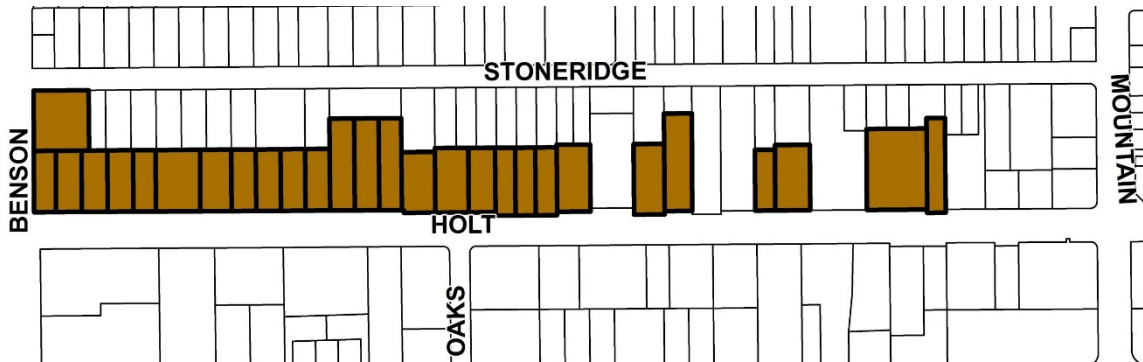 STONERIDGE
MOUNTAIN
BENSON
HOLT
OAKS